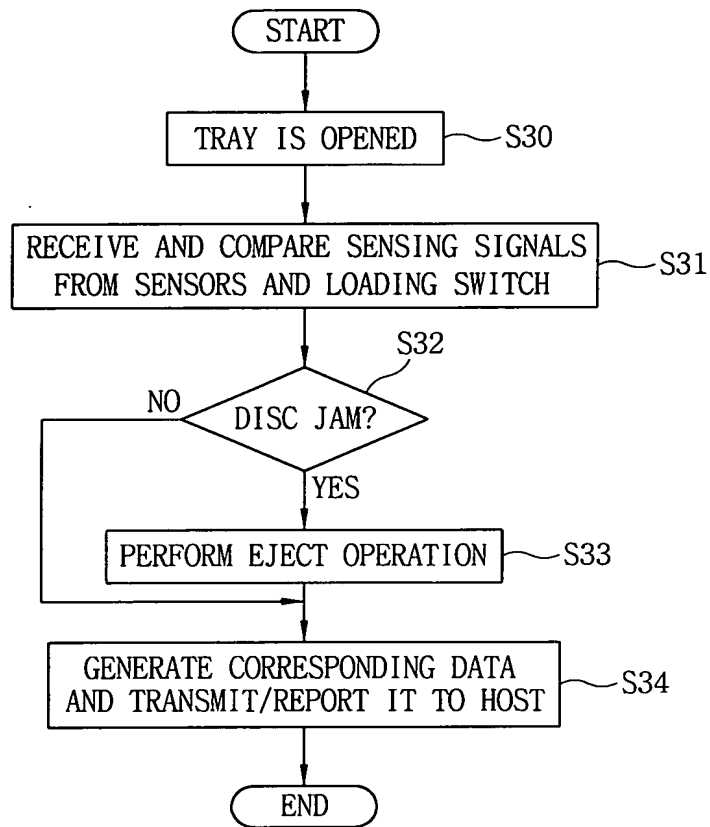 START
TRAY IS OPENED
S30
RECEIVE AND COMPARE SENSING SIGNALS
FROM SENSORS AND LOADING SWITCH
S31
S32
NO
DISC JAM?
YES
PERFORM EJECT OPERATION
S33
GENERATE CORRESPONDING DATA
AND TRANSMIT/REPORT IT TO HOST
S34
END